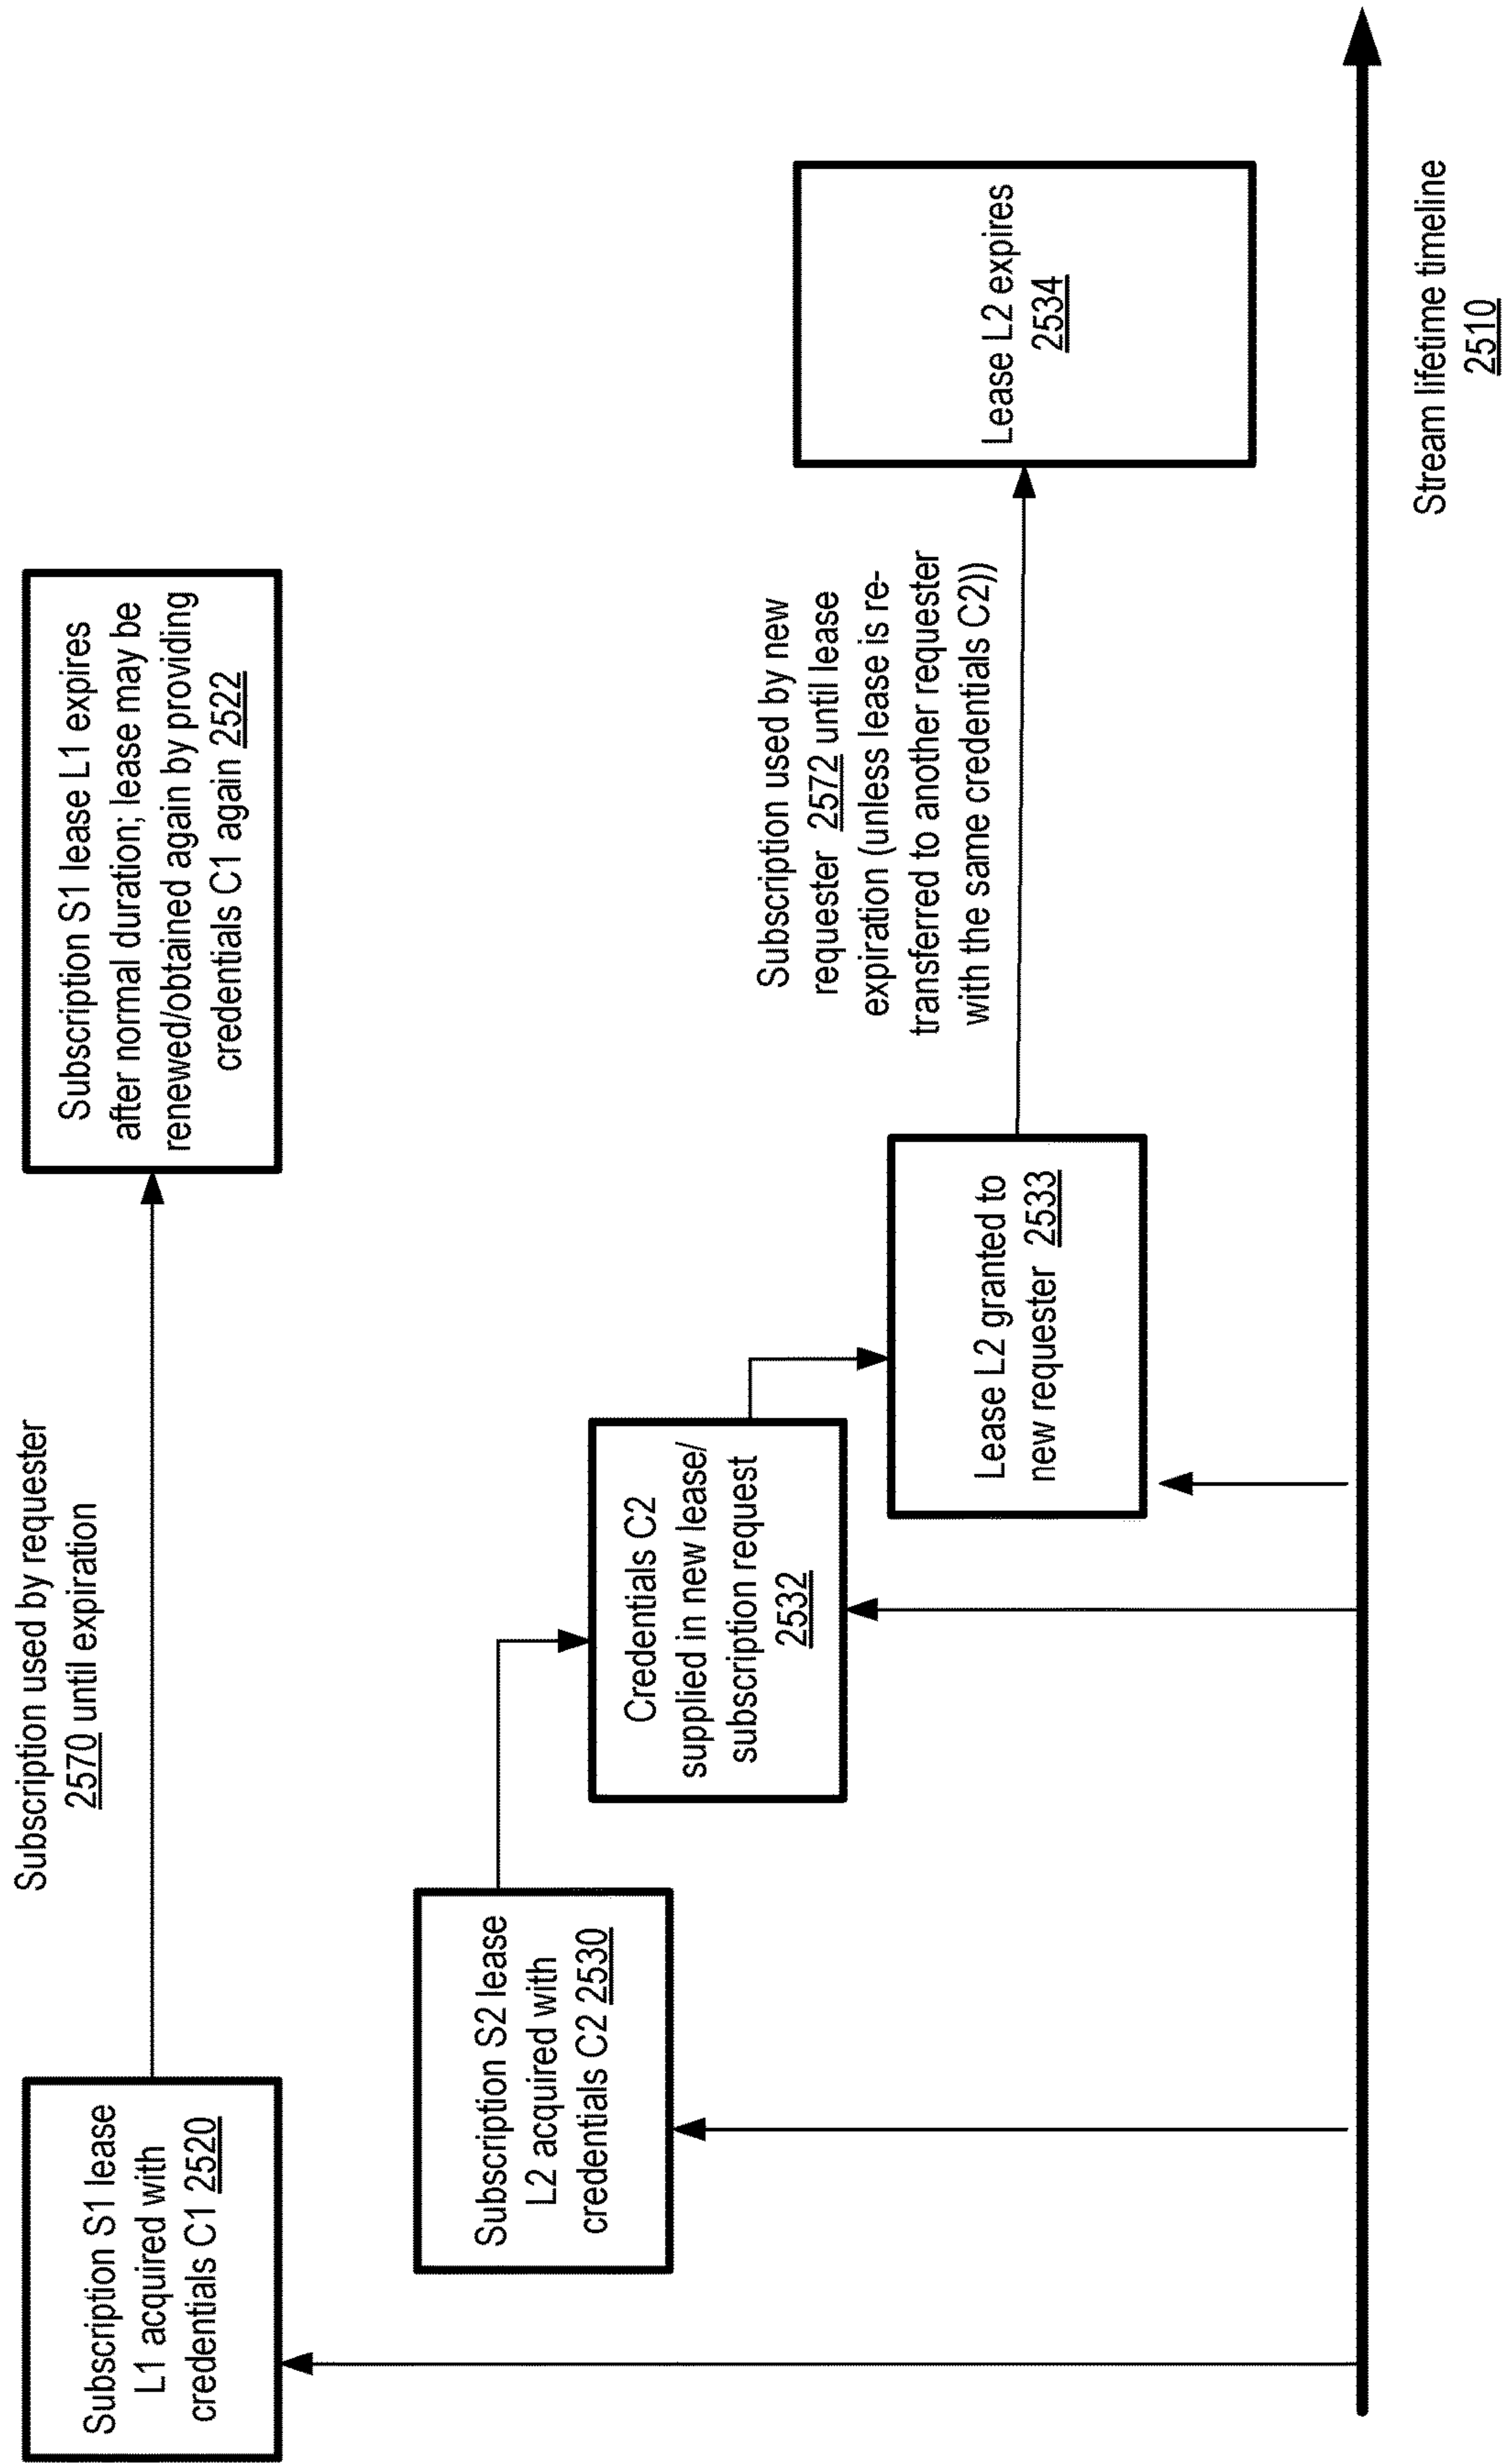 Subscription used by requester
2570 until expiration
Subscription S1 lease
L1 acquired with
credentials C1 2520
Subscription S1 lease L1 expires
after normal duration; lease may be
renewed/obtained again by providing
credentials C1 again 2522
Subscription S2 lease
L2 acquired with
credentials C2 2530
Credentials C2
supplied in new lease/
subscription request
2532
Subscription used by new
requester 2572 until lease
expiration (unless lease is re-
transferred to another requester
with the same credentials C2))
Lease L2 granted to
new requester 2533
Lease L2 expires
2534
Stream lifetime timeline
2510